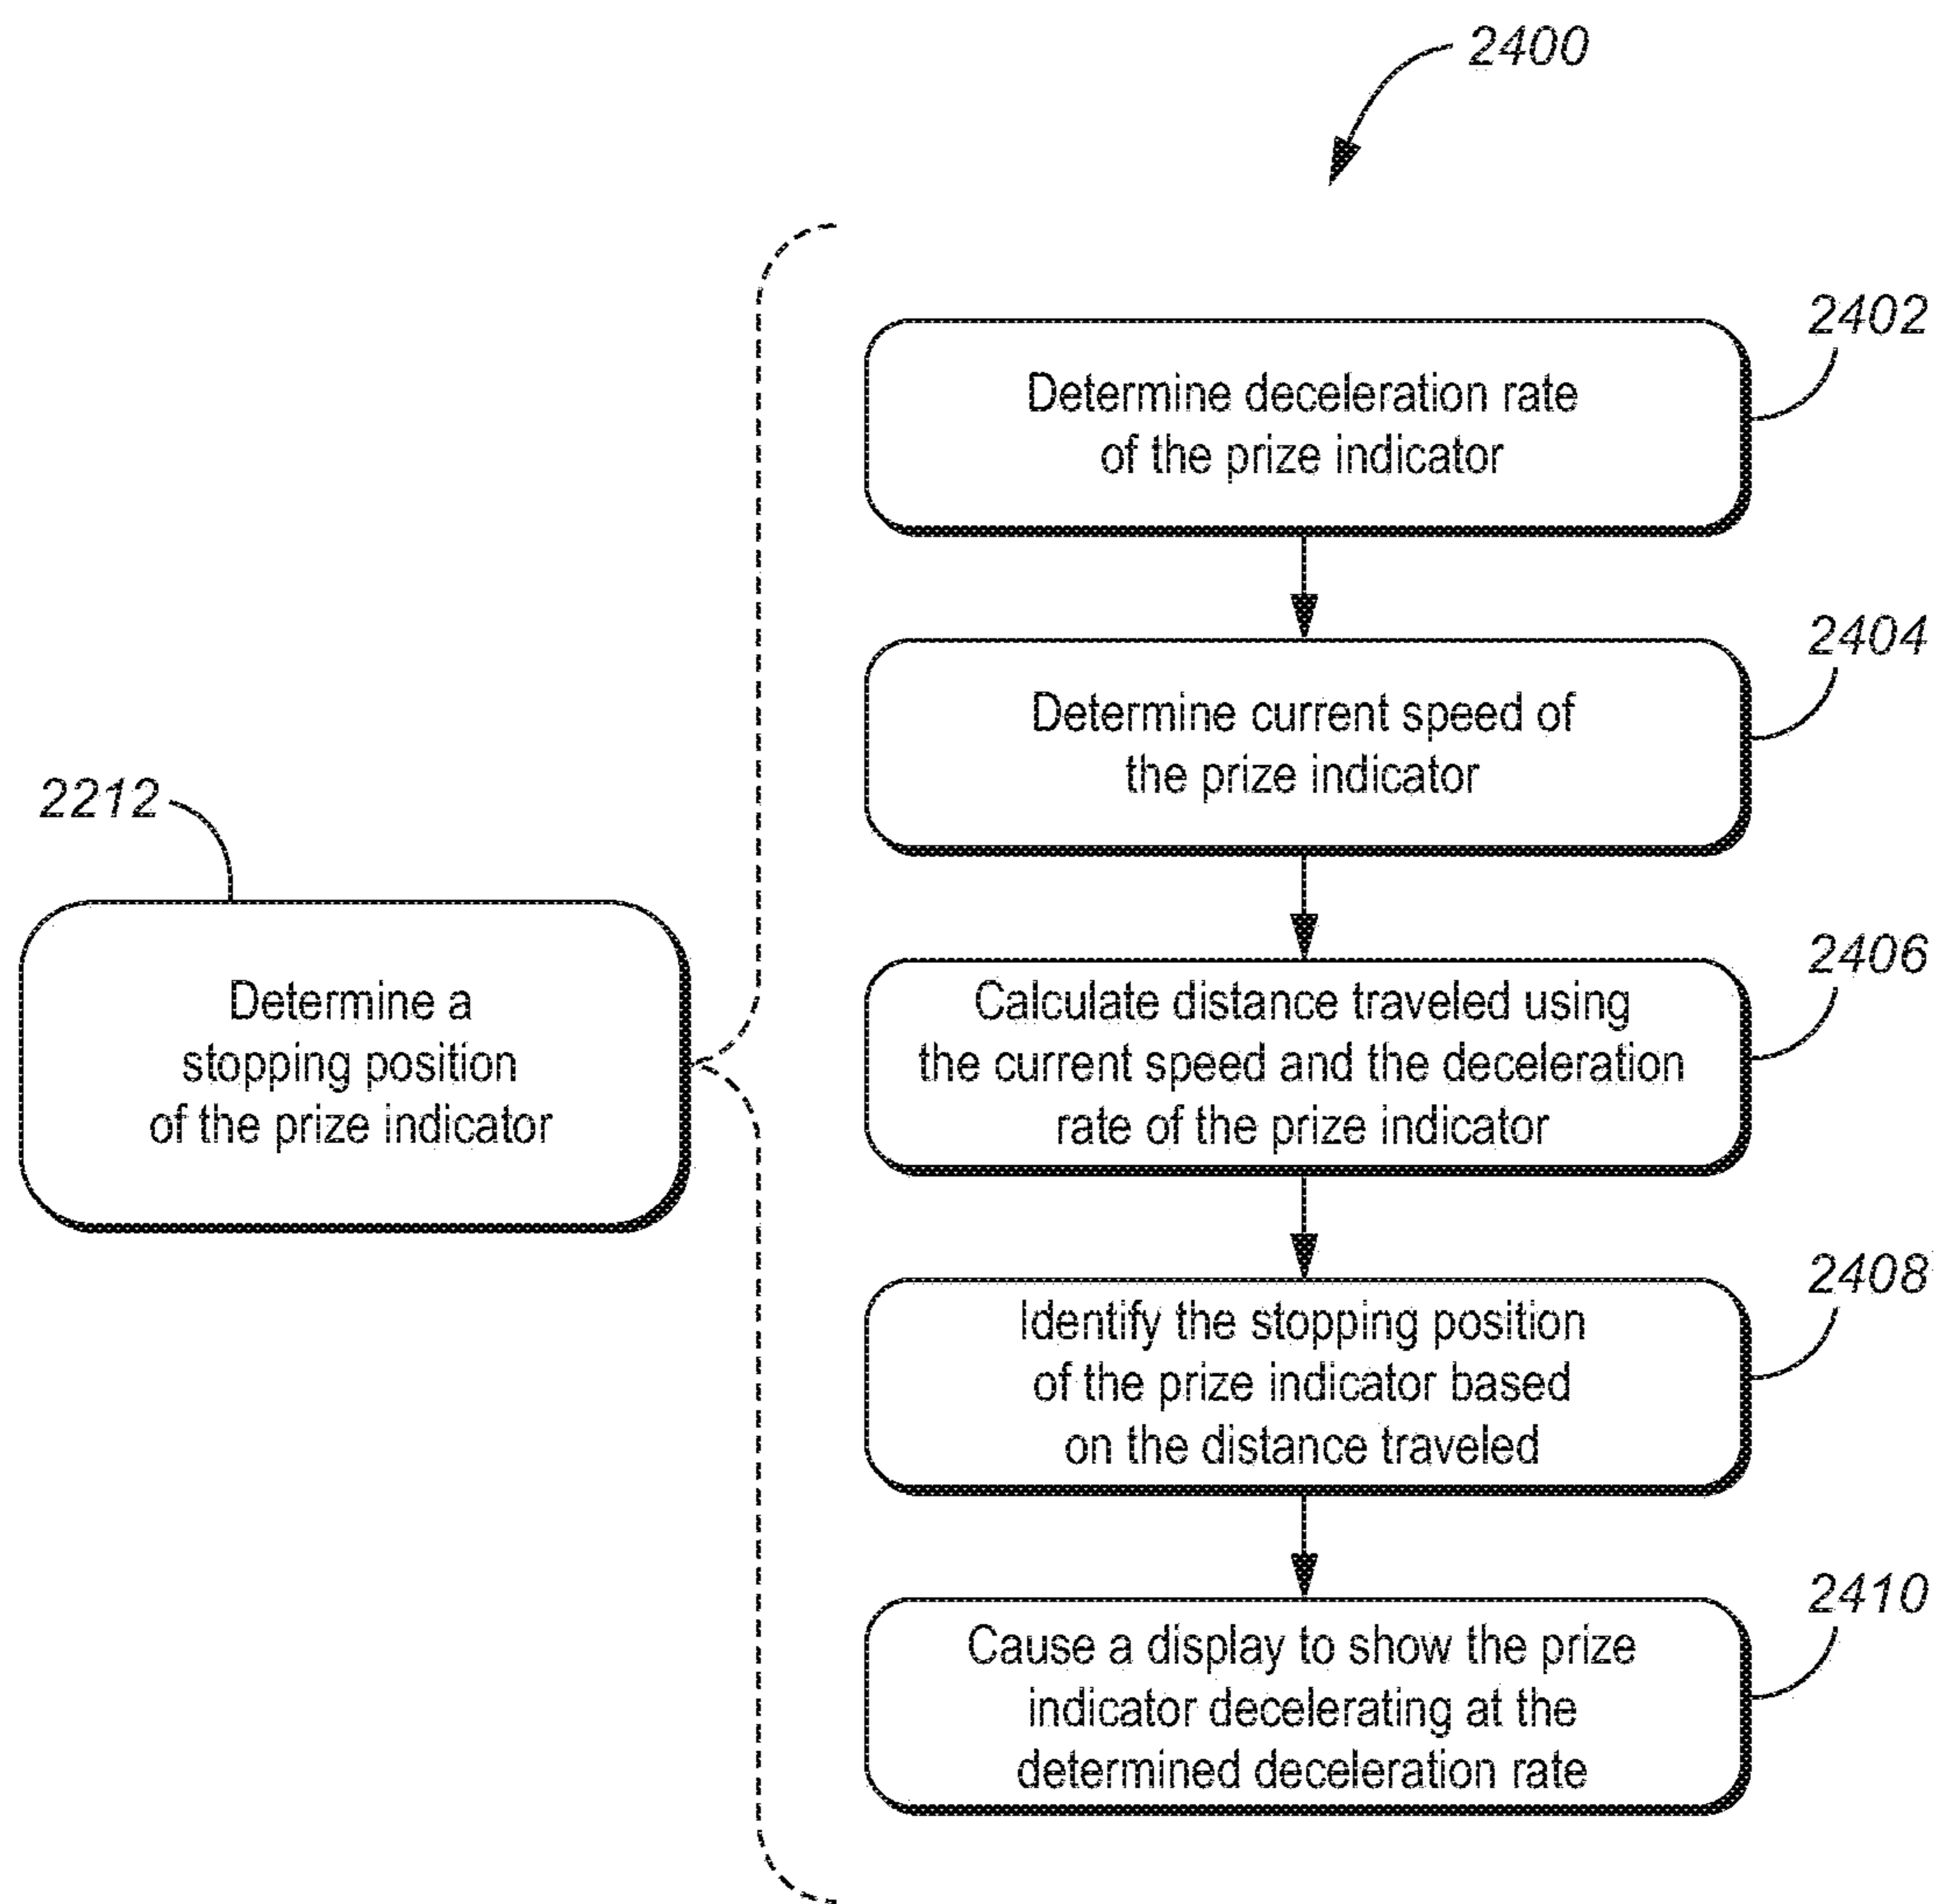 2400
2402
Determine deceleration rate
of the prize indicator
2404
Determine current speed of
the prize indicator
2212
Determine a
stopping position
of the prize indicator
2406
Calculate distance traveled using
the current speed and the deceleration
rate of the prize indicator
2408
Identify the stopping position
of the prize indicator based
on the distance traveled
2410
Cause a display to show the prize
indicator decelerating at the
determined deceleration rate